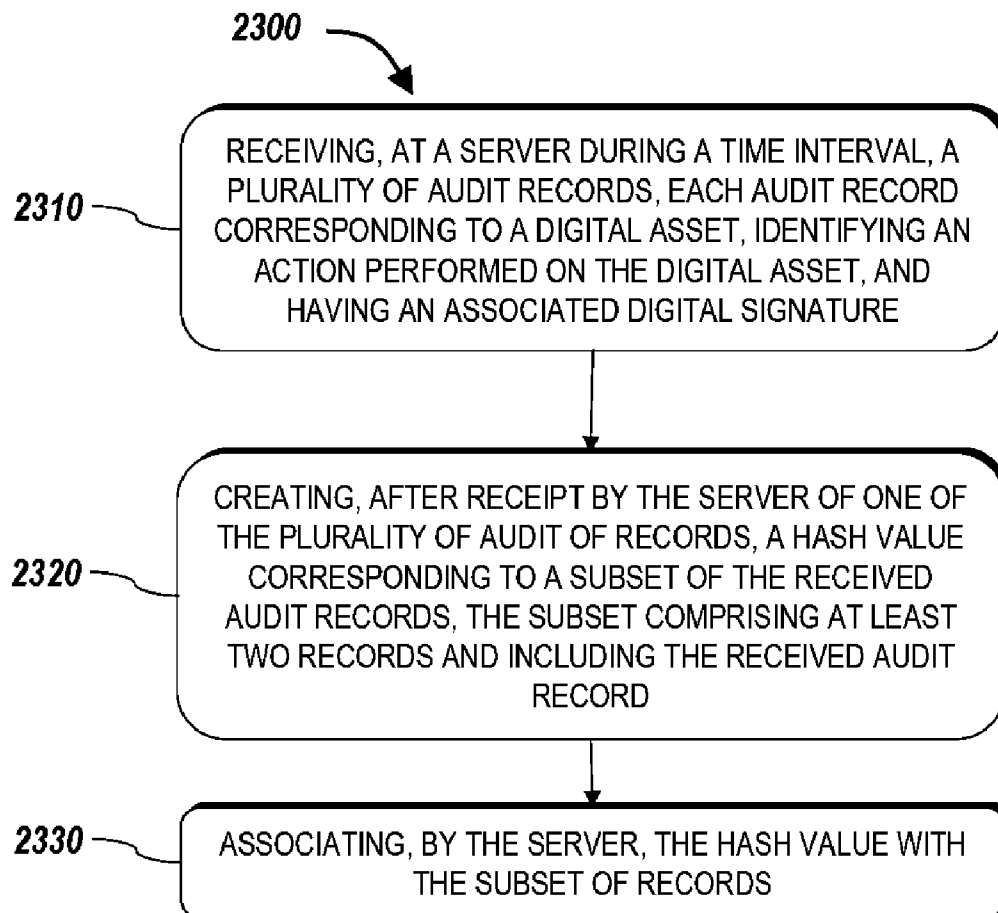 2300
2310
RECEIVING, AT A SERVER DURING A TIME INTERVAL, A
PLURALITY OF AUDIT RECORDS, EACH AUDIT RECORD
CORRESPONDING TO A DIGITAL ASSET, IDENTIFYING AN
ACTION PERFORMED ON THE DIGITAL ASSET, AND
HAVING AN ASSOCIATED DIGITAL SIGNATURE
2320
CREATING, AFTER RECEIPT BY THE SERVER OF ONE OF
THE PLURALITY OF AUDIT OF RECORDS, A HASH VALUE
CORRESPONDING TO A SUBSET OF THE RECEIVED
AUDIT RECORDS, THE SUBSET COMPRISING AT LEAST
TWO RECORDS AND INCLUDING THE RECEIVED AUDIT
RECORD
2330
ASSOCIATING, BY THE SERVER, THE HASH VALUE WITH
THE SUBSET OF RECORDS